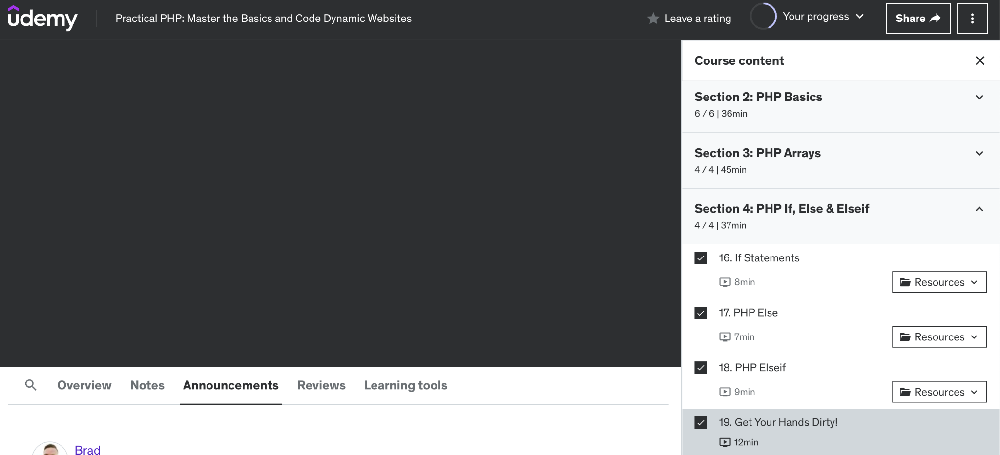 udemy
Practical PHP: Master the Basics and Code Dynamic Websites
Leave a rating
Your progress
Share
Course content
Section 2: PHP Basics
6 / 6 | 36min
Section 3: PHP Arrays
4 / 4 | 45min
Section 4: PHP If, Else & Elseif
4 / 4 | 37min
16. If Statements
8min
Resources
17. PHP Else
7min
Resources
18. PHP Elseif
9min
Resources
19. Get Your Hands Dirty!
12min
Overview Notes Announcements Reviews Learning tools
Brad